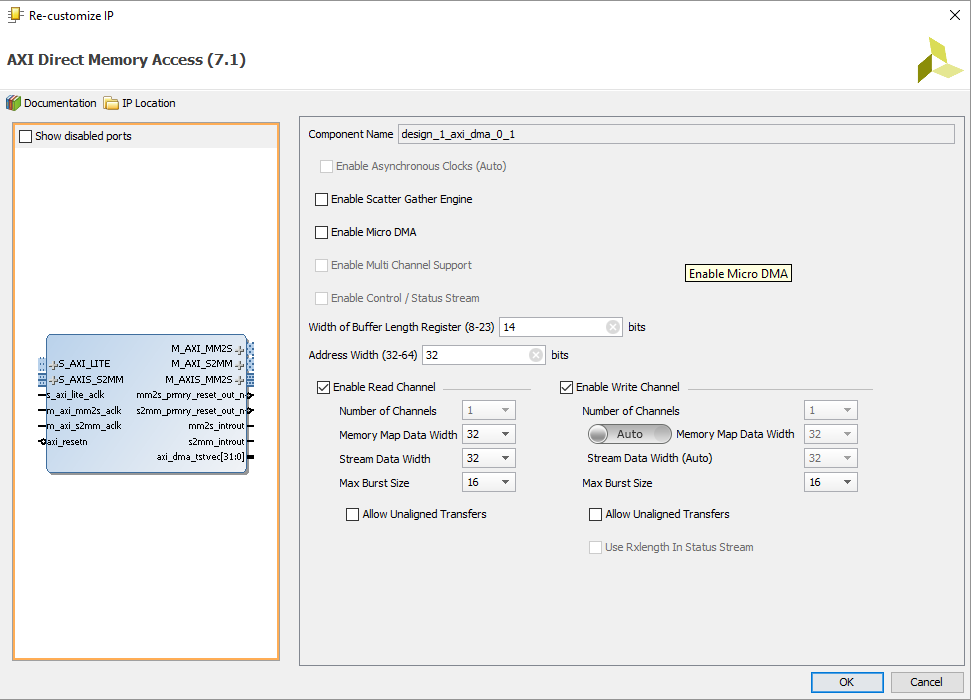 Re-customize IP
AXI Direct Memory Access (7.1)
Documentation IP Location
Show disabled ports
M_AXI_MM2S
S_AXI_LITE M_AXI_S2MM
S_AXIS_S2MM M_AXIS_MM2S
s_axi_lite_aclk mm2s_prmry_reset_out_n
m_axi_mm2s_aclk s2mm_prmry_reset_out_n
m_axi_s2mm_aclk mm2s_introut
axi_resetn s2mm_introut
axi_dma_tstvec[31:0]
Component Name design_1_axi_dma_0_1
Enable Asynchronous Clocks (Auto)
Enable Scatter Gather Engine
Enable Micro DMA
Enable Multi Channel Support
Enable Micro DMA
Enable Control / Status Stream
Width of Buffer Length Register (8-23) 14 bits
Address Width (32-64) 32 bits
Enable Read Channel
Number of Channels 1
Memory Map Data Width 32
Stream Data Width 32
Max Burst Size 16
Allow Unaligned Transfers
Enable Write Channel
Number of Channels 1
Auto Memory Map Data Width 32
Stream Data Width (Auto) 32
Max Burst Size 16
Allow Unaligned Transfers
Use Rxlength In Status Stream
OK Cancel